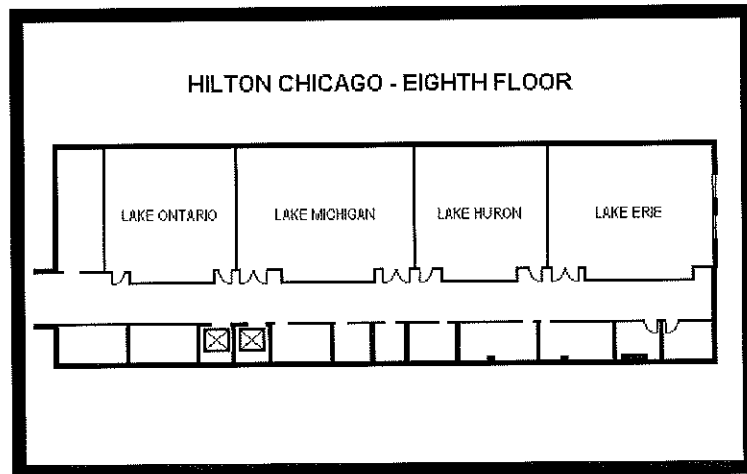 HILTON CHICAGO - EIGHTH FLOOR
LAKE ONTARIO
LAKE MICHIGAN
LAKE HURON
LAKE ERIE